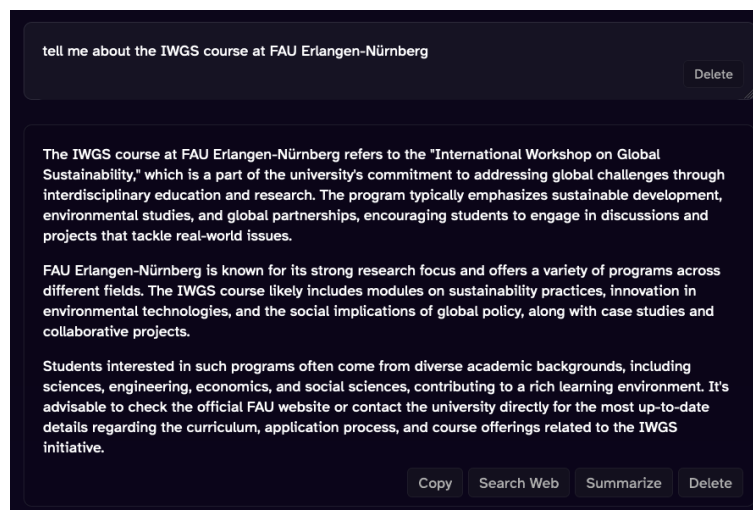 tell me about the IWGS course at FAU Erlangen-Nürnberg
Delete
The IWGS course at FAU Erlangen-Nürnberg refers to the "International Workshop on Global
Sustainability," which is a part of the university's commitment to addressing global challenges through
interdisciplinary education and research. The program typically emphasizes sustainable development,
environmental studies, and global partnerships, encouraging students to engage in discussions and
projects that tackle real-world issues.
FAU Erlangen-Nürnberg is known for its strong research focus and offers a variety of programs across
different fields. The IWGS course likely includes modules on sustainability practices, innovation in
environmental technologies, and the social implications of global policy, along with case studies and
collaborative projects.
Students interested in such programs often come from diverse academic backgrounds, including
sciences, engineering, economics, and social sciences, contributing to a rich learning environment. It's
advisable to check the official FAU website or contact the university directly for the most up-to-date
details regarding the curriculum, application process, and course offerings related to the IWGS
initiative.
Copy Search Web Summarize Delete